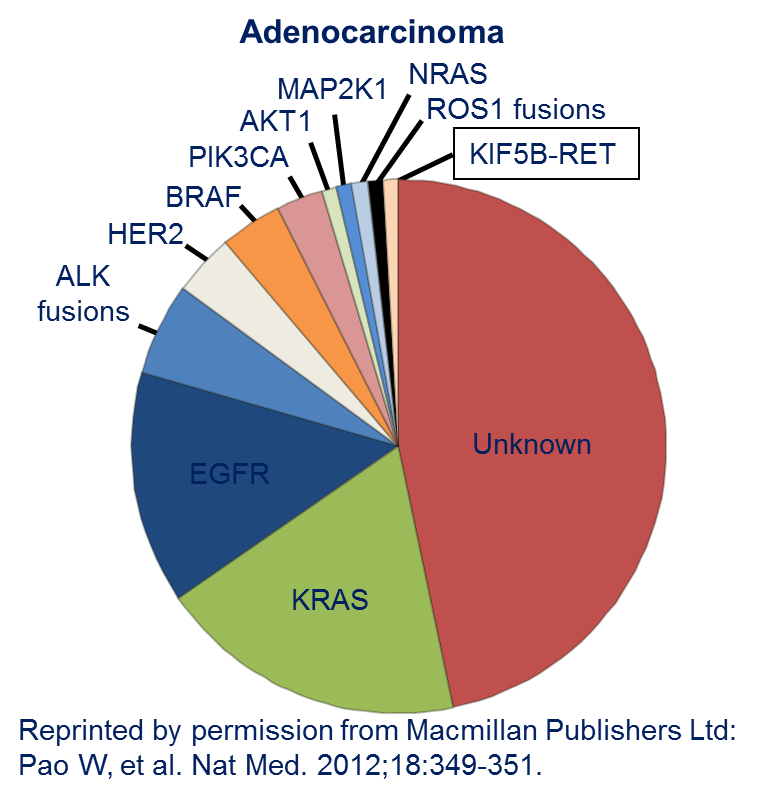 Adenocarcinoma
NRAS
MAP2K1
ROS1 fusions
AKT1
KIF5B-RET
PIK3CA
BRAF
HER2
ALK
fusions
Unknown
EGFR
KRAS
Reprinted by permission from Macmillan Publishers Ltd:
Pao W, et al. Nat Med. 2012;18:349-351.